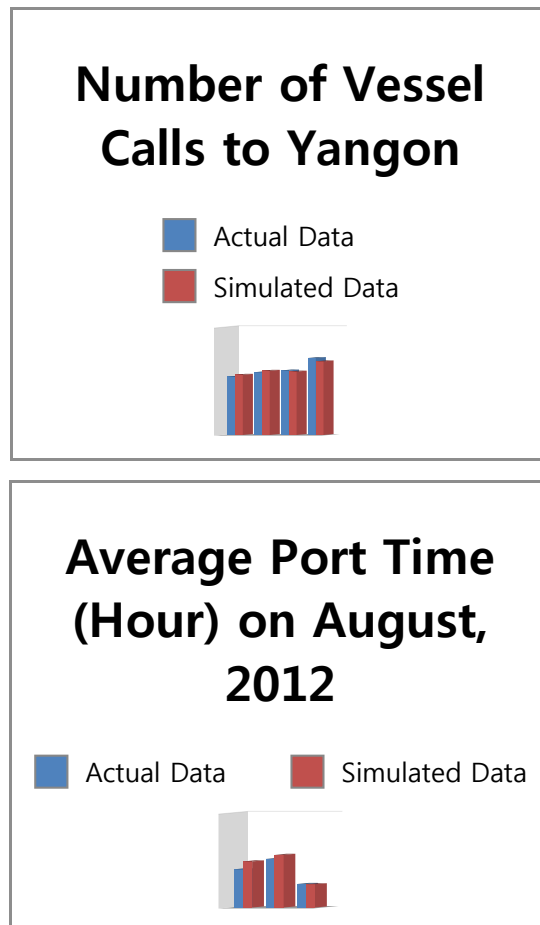 Number of Vessel
Calls to Yangon
Actual Data
Simulated Data
Average Port Time
(Hour) on August,
2012
Actual Data Simulated Data